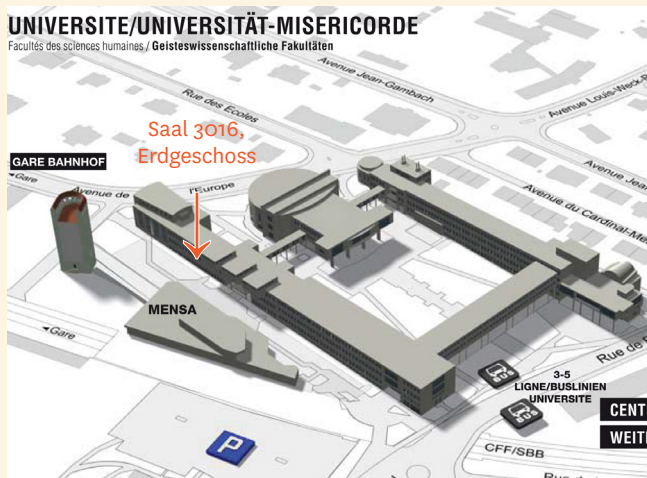 UNIVERSITE/UNIVERSITÄT-MISERICORDE
Facultés des sciences humaines / Geisteswissenschaftliche Fakultäten
Avenue Jean-Gambach
Avenue Louis-Weck-R
Rue des Ecoles
Saal 3016,
Erdgeschoss
GARE BAHNHOF
◄Gare
Avenue de l'Europe
Avenue Jea
Avenue du Cardinal-Me
MENSA
◄Gare
Rue de
BUS
3-5
LIGNE/BUSLINIEN
UNIVERSITE
BUS
CENT
WEIT
P
CFF/SBB